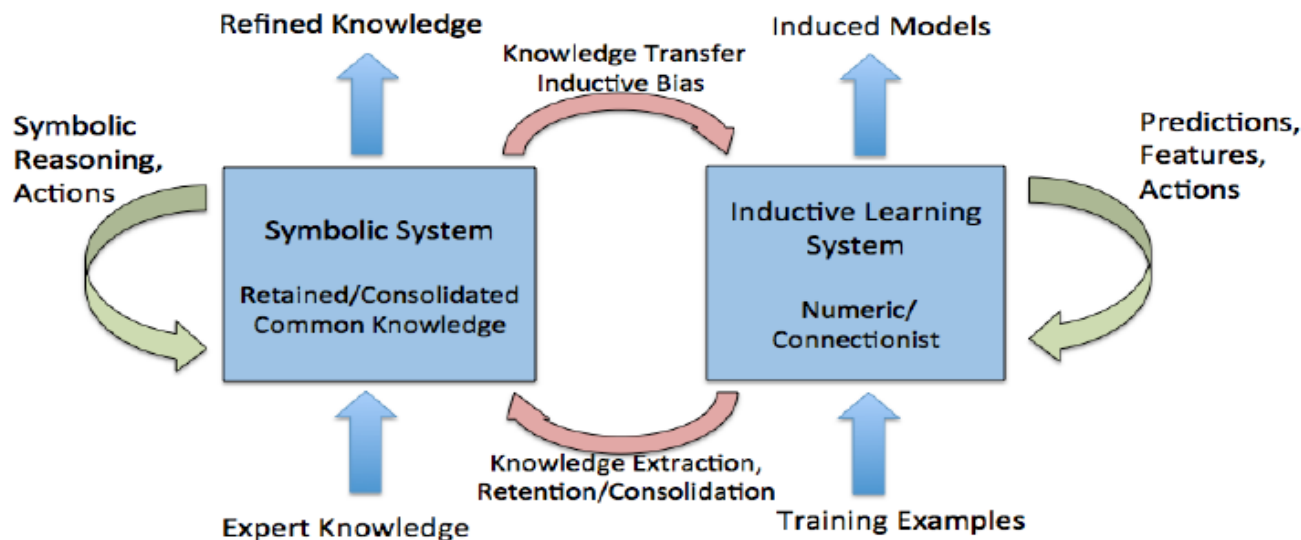 Refined Knowledge
Induced Models
Knowledge Transfer
Inductive Bias
Symbolic
Reasoning,
Actions
Predictions,
Features,
Actions
Symbolic System
Retained/Consolidated
Common Knowledge
Inductive Learning
System
Numeric/
Connectionist
Knowledge Extraction,
Retention/Consolidation
Expert Knowledge
Training Examples